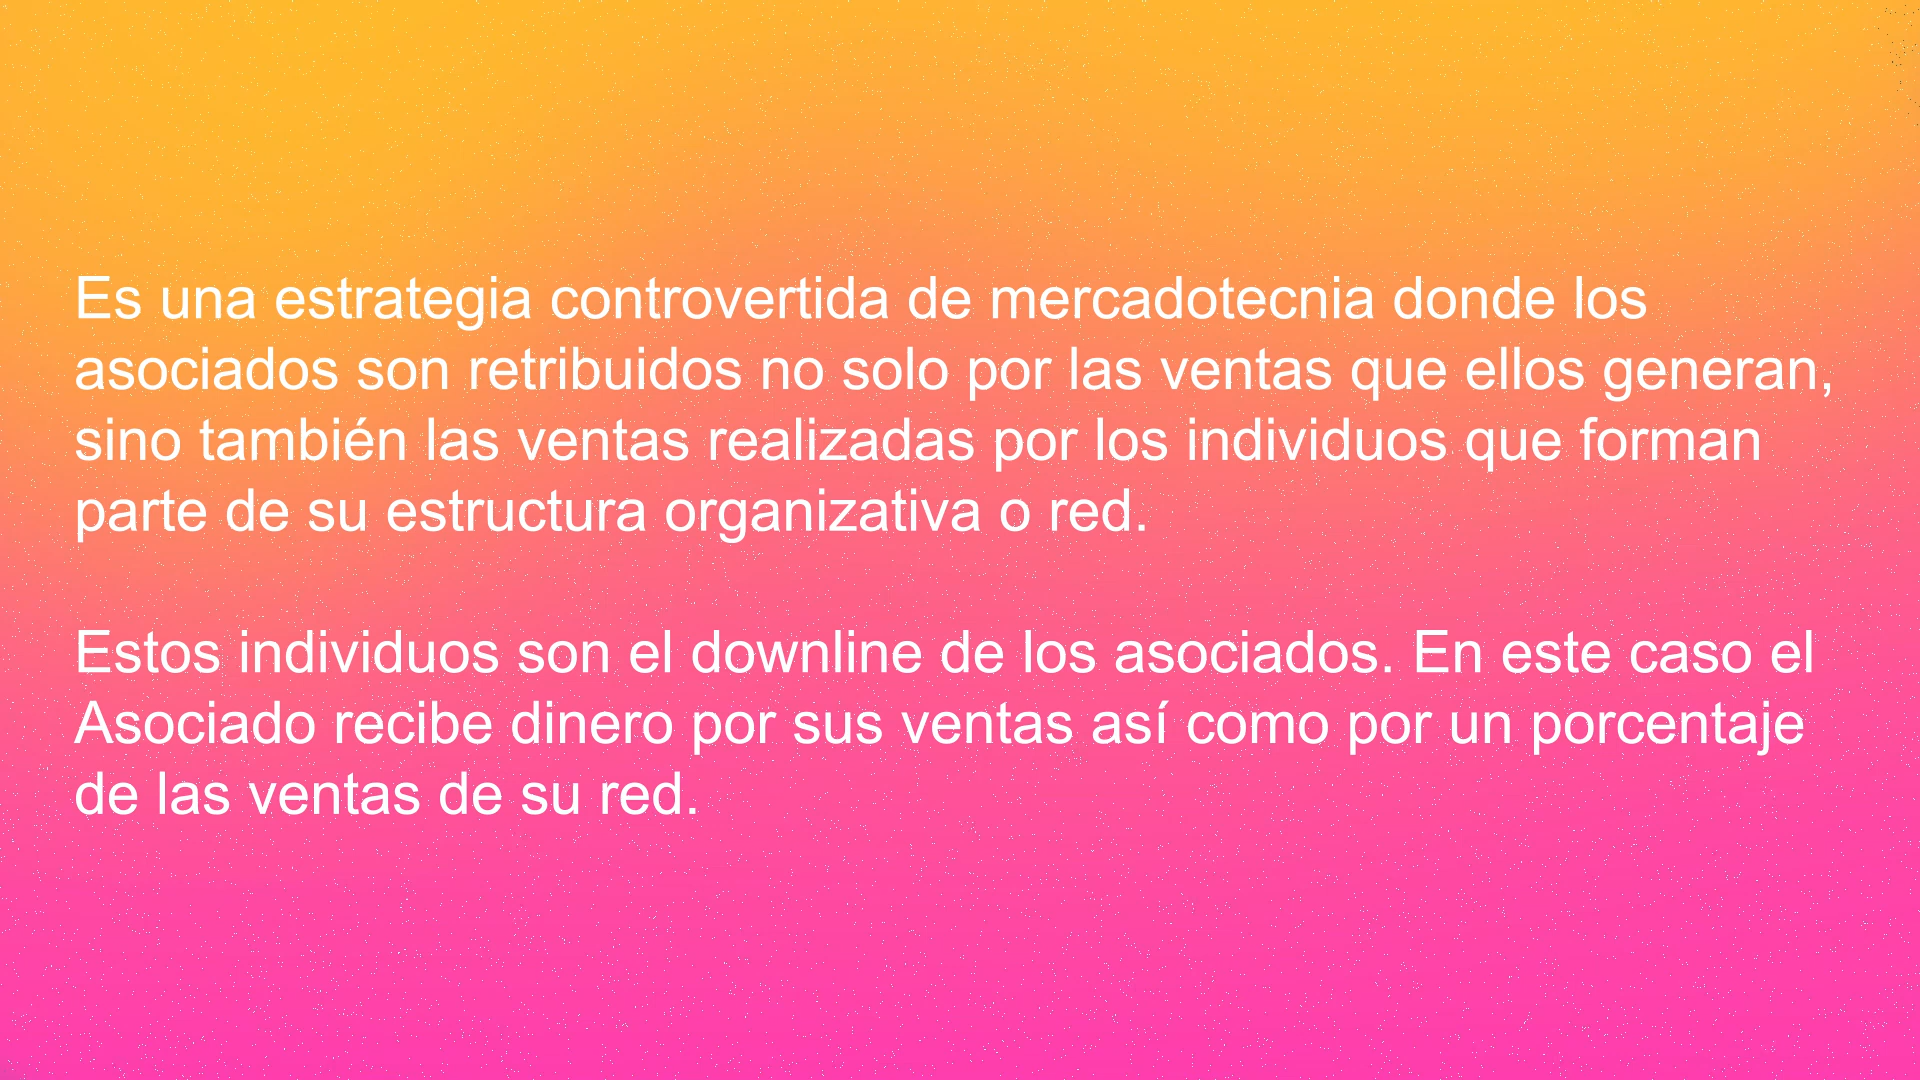 Es una estrategia controvertida de mercadotecnia donde los
asociados son retribuidos no solo por las ventas que ellos generan,
sino también las ventas realizadas por los individuos que forman
parte de su estructura organizativa o red.
Estos individuos son el downline de los asociados. En este caso el
Asociado recibe dinero por sus ventas así como por un porcentaje
de las ventas de su red.